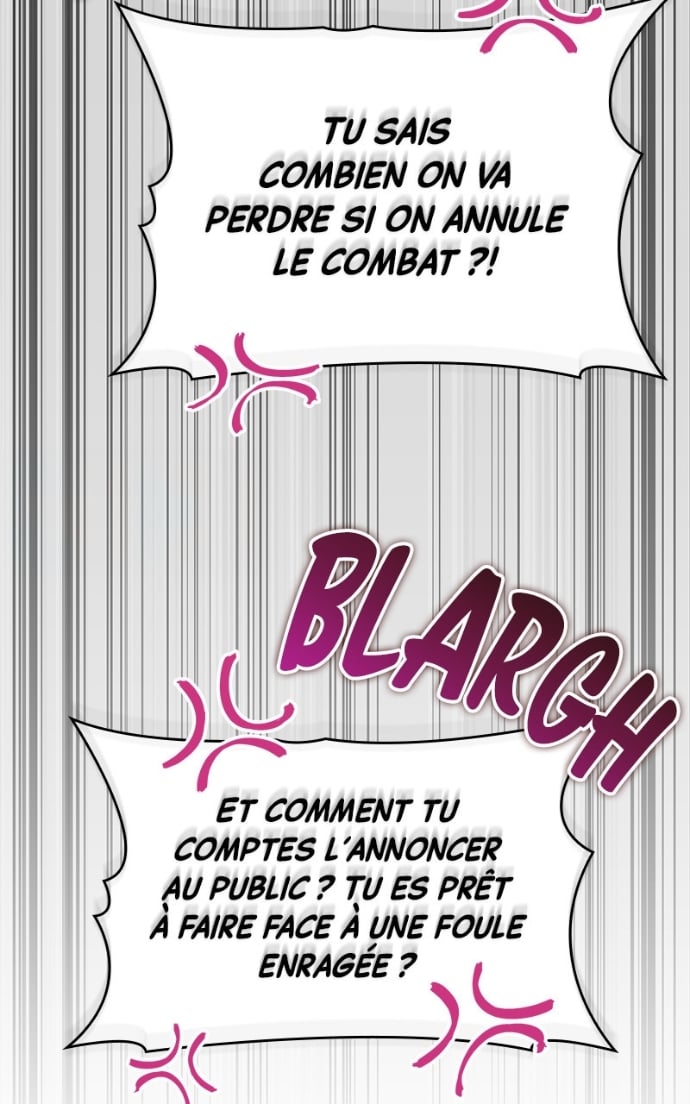 TU SAIS
COMBIEN ON VA
PERDRE SI ON ANNULE
LE COMBAT ?!
BLARGH
ET COMMENT TU
COMPTES L'ANNONCER
AU PUBLIC ? TU ES PRÊT
À FAIRE FACE À UNE FOULE
ENRAGÉE ?